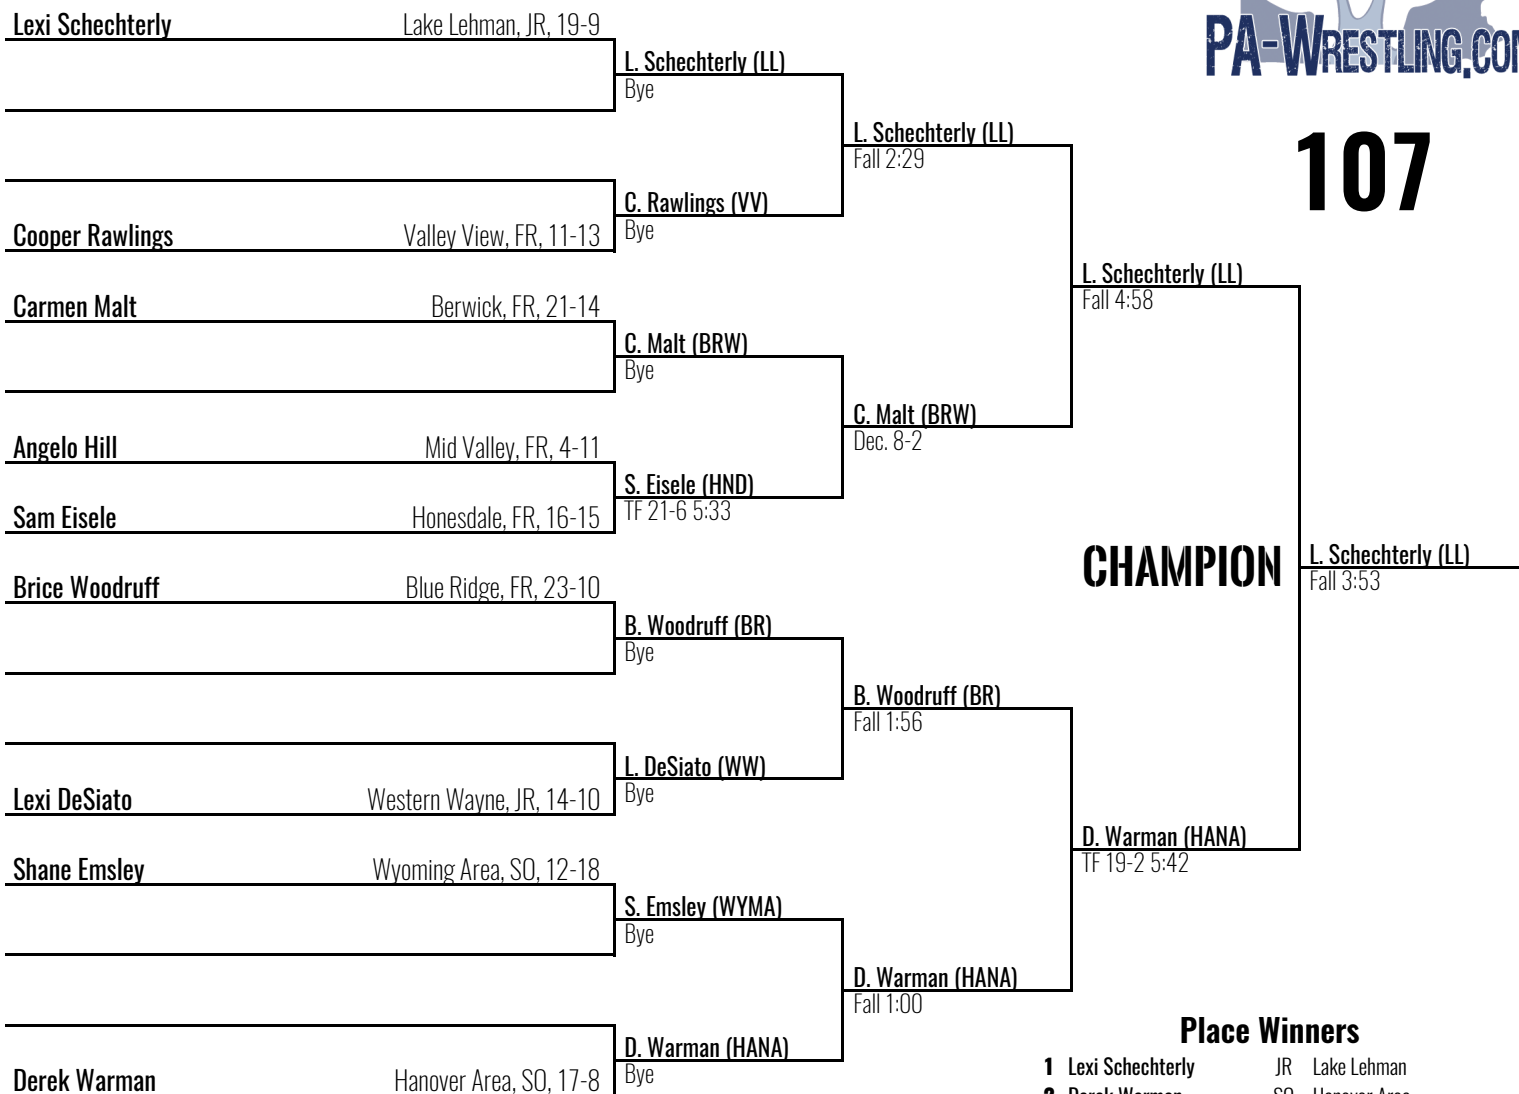 Lexi Schechterly Lake Lehman, JR, 19-9
PA-WRESTLING.CO
L. Schechterly (LL)
Bye
L. Schechterly (LL)
Fall 2:29
107
C. Rawlings (VV)
Cooper Rawlings Valley View, FR, 11-13
Bye
L. Schechterly (LL)
Fall 4:58
Carmen Malt Berwick, FR, 21-14
C. Malt (BRW)
Bye
C. Malt (BRW)
Dec. 8-2
Angelo Hill Mid Valley, FR, 4-11
S. Eisele (HND)
TF 21-6 5:33
Sam Eisele Honesdale, FR, 16-15
CHAMPION
L. Schechterly (LL)
Fall 3:53
Brice Woodruff Blue Ridge, FR, 23-10
B. Woodruff (BR)
Bye
B. Woodruff (BR)
Fall 1:56
L. DeSiato (WW)
Bye
Lexi DeSiato Western Wayne, JR, 14-10
D. Warman (HANA)
TF 19-2 5:42
Shane Emsley Wyoming Area, SO, 12-18
S. Emsley (WYMA)
Bye
D. Warman (HANA)
Fall 1:00
Place Winners
D. Warman (HANA)
Bye
1 Lexi Schechterly JR Lake Lehman
Derek Warman Hanover Area, SO, 17-8
2 Derek Warman SO Hanover Area